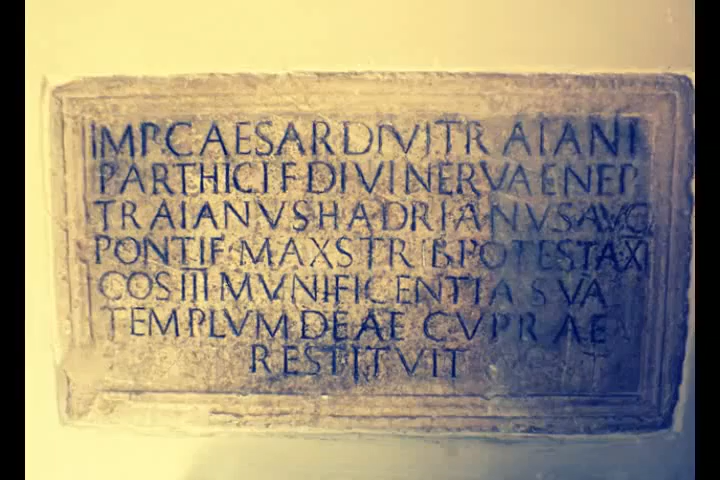 IMP·CAESAR·DIVI·TRAIANI
PARTHICI·F·DIVI·NERVAE·NEP
TRAIANVS·HADRIANVS·AVG
PONTIF·MAXS·TRIB·POTEST·XI
COS·III·MVNIFICENTIA·SVA
TEMPLVM·DEAE·CVPRAE
RESTITVIT